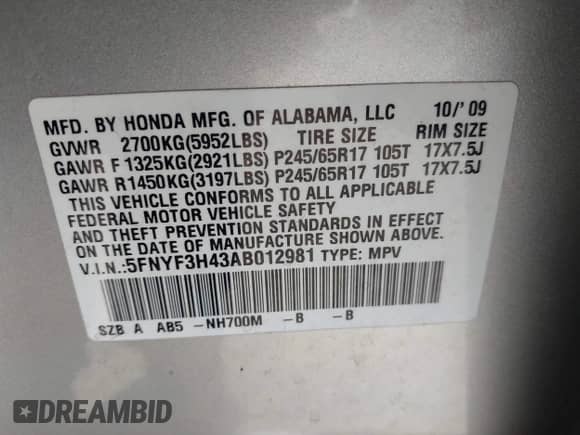 MFD. BY HONDA MFG. OF ALABAMA, LLC 10/'09
GVWR 2700KG(5952LBS) TIRE SIZE RIM SIZE
GAWR F 1325KG(2921LBS) P245/65R17 105T 17X7.5J
GAWR R1450KG(3197LBS) P245/65R17 105T 17X7.5J
THIS VEHICLE CONFORMS TO ALL APPLICABLE
FEDERAL MOTOR VEHICLE SAFETY
AND THEFT PREVENTION STANDARDS IN EFFECT
ON THE DATE OF MANUFACTURE SHOWN ABOVE.
V.I.N.:5FNYF3H43AB012981 TYPE: MPV
SZB A AB5 -NH700M -B -B
DREAMBID